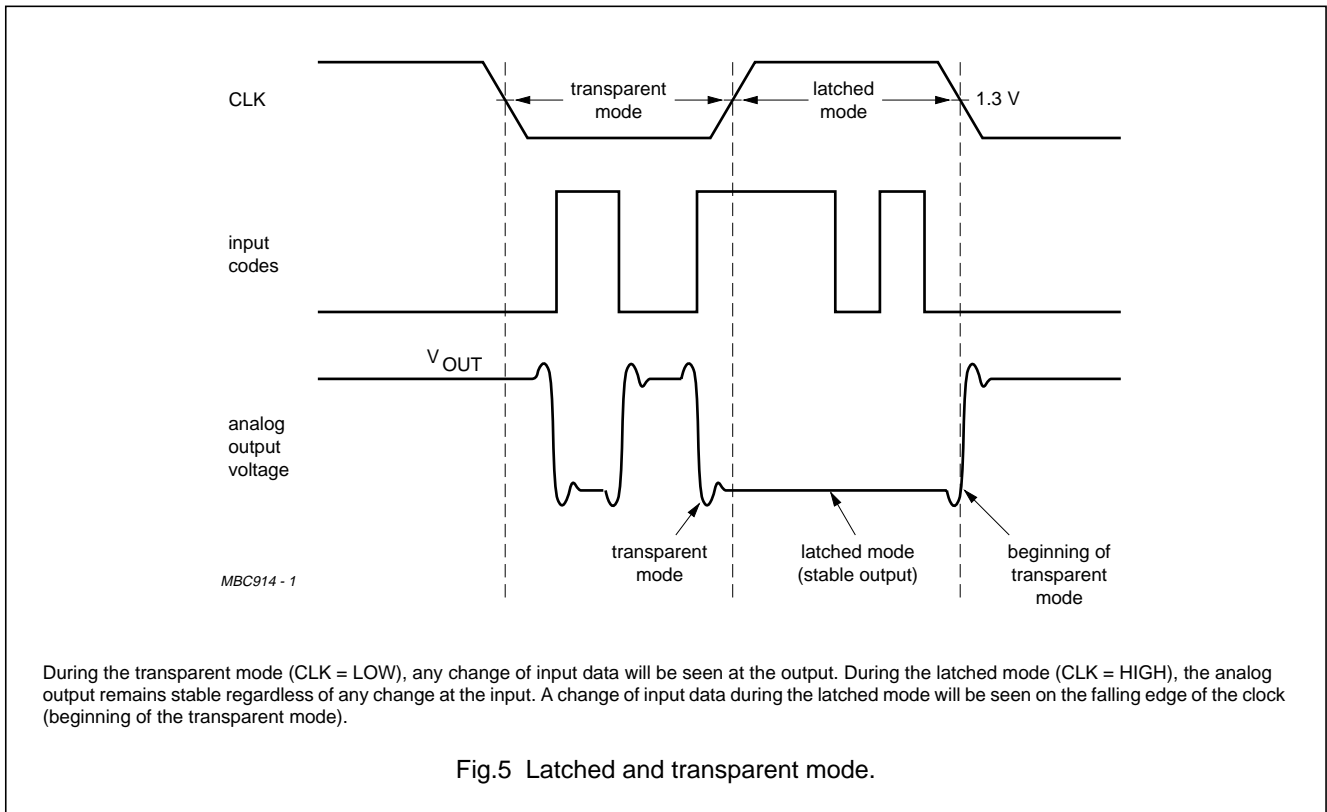 CLK
transparent
mode
latched
mode
1.3 V
input
codes
V OUT
analog
output
voltage
transparent
mode
latched mode
(stable output)
beginning of
transparent
mode
MBC914 - 1
During the transparent mode (CLK = LOW), any change of input data will be seen at the output. During the latched mode (CLK = HIGH), the analog
output remains stable regardless of any change at the input. A change of input data during the latched mode will be seen on the falling edge of the clock
(beginning of the transparent mode).
Fig.5 Latched and transparent mode.